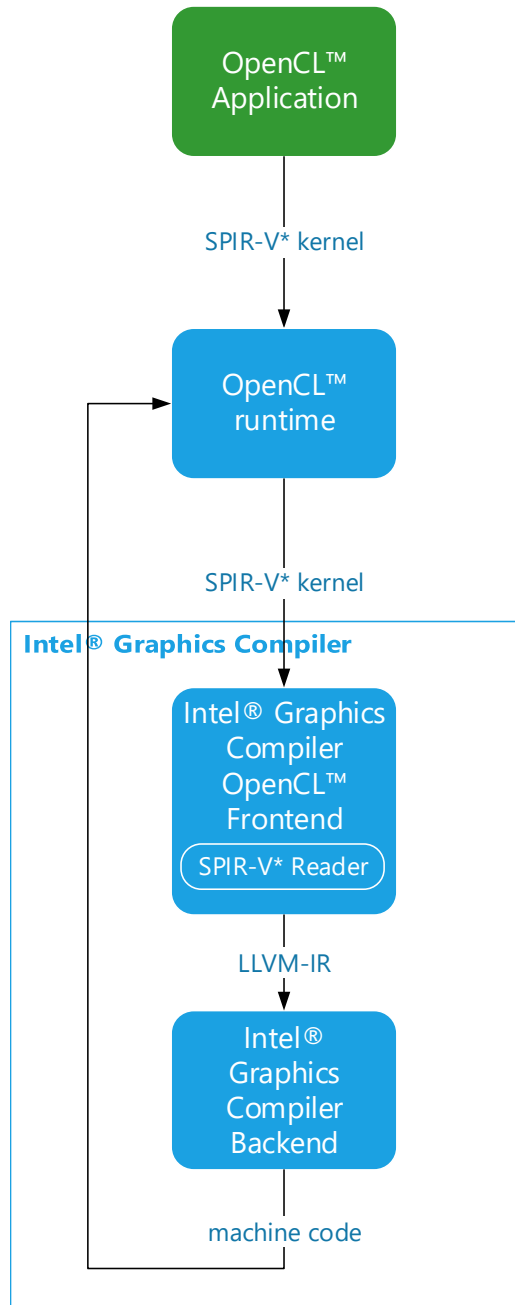 OpenCL™
Application
SPIR-V* kernel
OpenCL™
runtime
SPIR-V* kernel
Intel® Graphics Compiler
Intel® Graphics
Compiler
OpenCL™
Frontend
SPIR-V* Reader
LLVM-IR
Intel®
Graphics
Compiler
Backend
machine code